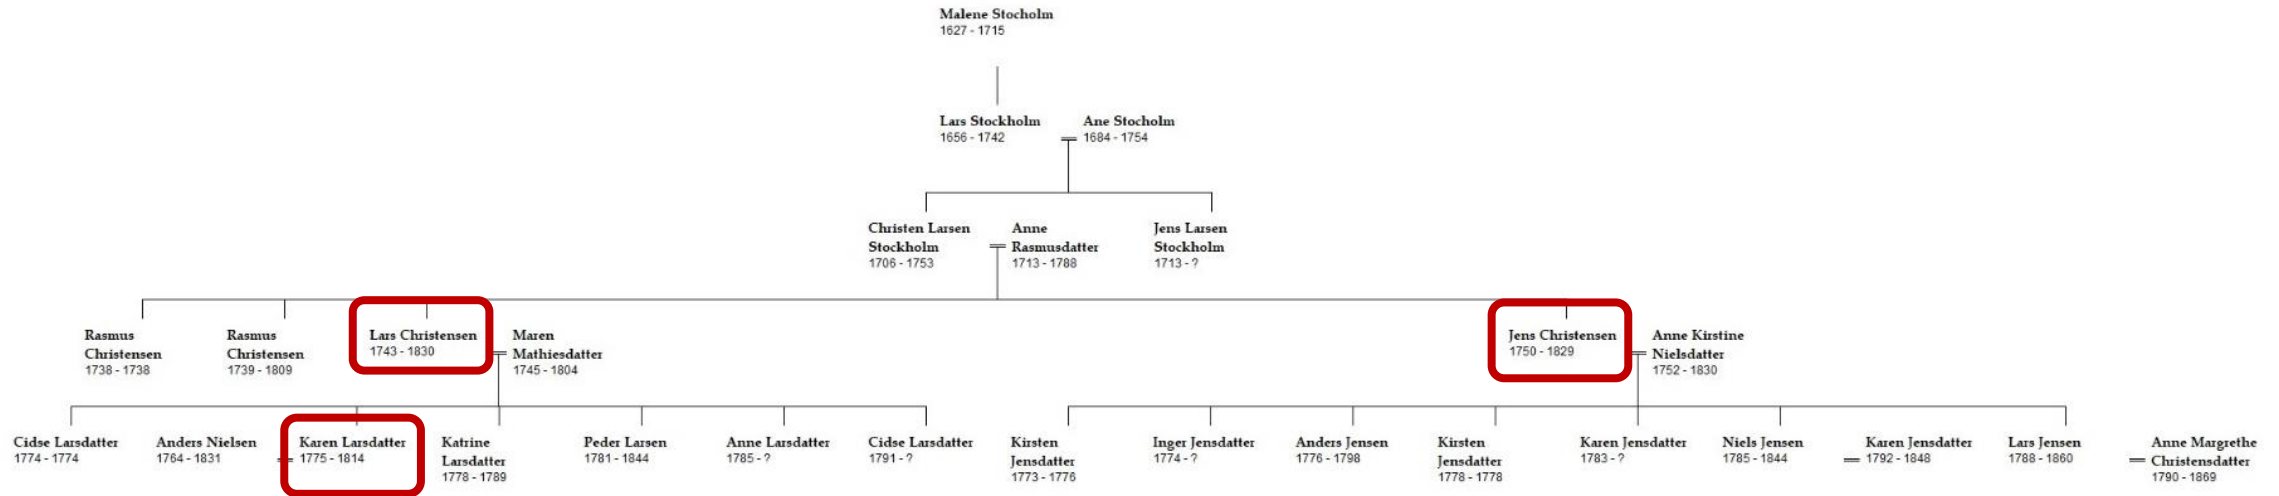 Malene Stocholm
1627 - 1715
Lars Stockholm
1656 - 1742
Ane Stocholm
1684 - 1754
Christen Larsen
Stockholm
1706 - 1753
Anne
Rasmusdatter
1713 - 1788
Jens Larsen
Stockholm
1713 - ?
Rasmus
Christensen
1738 - 1738
Rasmus
Christensen
1739 - 1809
Lars Christensen
1743 - 1830
Maren
Mathiesdatter
1745 - 1804
Jens Christensen
1750 - 1829
Anne Kirstine
Nielsdatter
1752 - 1830
Cidse Larsdatter
1774 - 1774
Anders Nielsen
1764 - 1831
Karen Larsdatter
1775 - 1814
Katrine
Larsdatter
1778 - 1789
Peder Larsen
1781 - 1844
Anne Larsdatter
1785 - ?
Cidse Larsdatter
1791 - ?
Kirsten
Jensdatter
1773 - 1776
Inger Jensdatter
1774 - ?
Anders Jensen
1776 - 1798
Kirsten
Jensdatter
1778 - 1778
Karen Jensdatter
1783 - ?
Niels Jensen
1785 - 1844
Karen Jensdatter
1792 - 1848
Lars Jensen
1788 - 1860
Anne Margrethe
Christensdatter
1790 - 1869